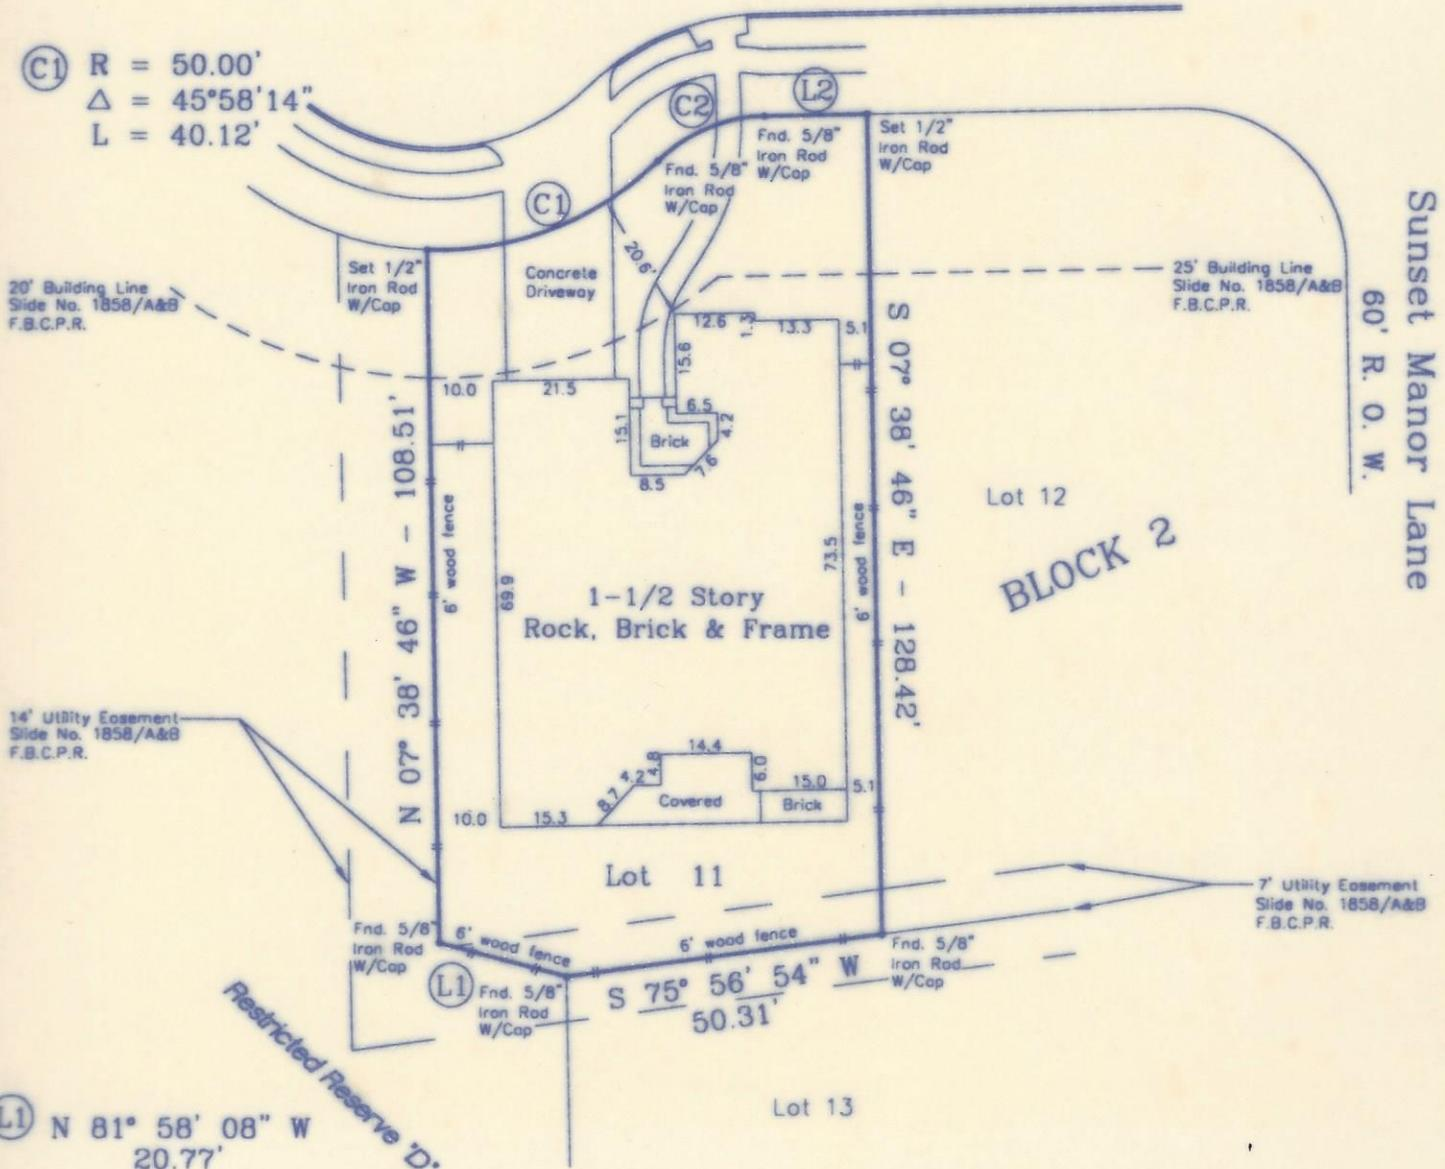 C1 R = 50.00'
Δ = 45°58'14"
L = 40.12'
C2
L2
Fnd. 5/8"
Iron Rod
W/Cap
Set 1/2"
Iron Rod
W/Cap
Fnd. 5/8"
Iron Rod
W/Cap
C1
Sunset Manor Lane
60' R. O. W.
Set 1/2"
Iron Rod
W/Cap
Concrete
Driveway
20.6'
20' Building Line
Slide No. 1858/A&B
F.B.C.P.R.
25' Building Line
Slide No. 1858/A&B
F.B.C.P.R.
12.6
1.3
13.3
5.1
15.6
10.0
21.5
6.5
4.2
15.1
Brick
7.6
8.5
N 07° 38' 46" W - 108.51'
S 07° 38' 46" E - 128.42'
6' wood fence
6' wood fence
69.9
73.5
Lot 12
BLOCK 2
1-1/2 Story
Rock, Brick & Frame
14' Utility Easement
Slide No. 1858/A&B
F.B.C.P.R.
14.4
4.8
4.2
6.0
8.7
15.0
5.1
Covered
Brick
10.0
15.3
Lot 11
7' Utility Easement
Slide No. 1858/A&B
F.B.C.P.R.
Fnd. 5/8"
Iron Rod
W/Cap
6' wood fence
6' wood fence
Fnd. 5/8"
Iron Rod
W/Cap
L1
Fnd. 5/8"
Iron Rod
W/Cap
S 75° 56' 54" W
50.31'
Restricted Reserve "D"
Lot 13
L1 N 81° 58' 08" W
20.77'